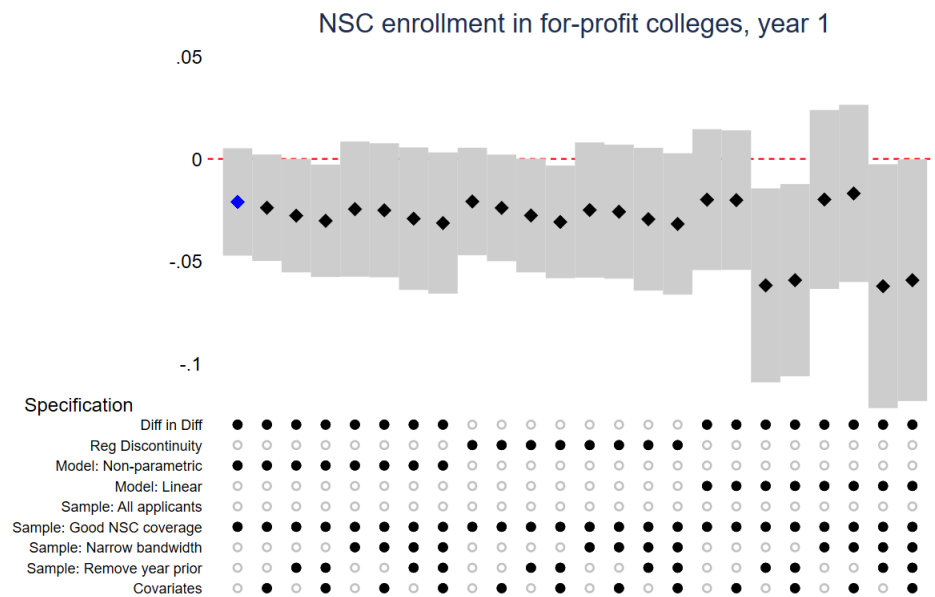 NSC enrollment in for-profit colleges, year 1
.05
0
-.05
-.1
Specification
Diff in Diff
Reg Discontinuity
Model: Non-parametric
Model: Linear
Sample: All applicants
Sample: Good NSC coverage
Sample: Narrow bandwidth
Sample: Remove year prior
Covariates